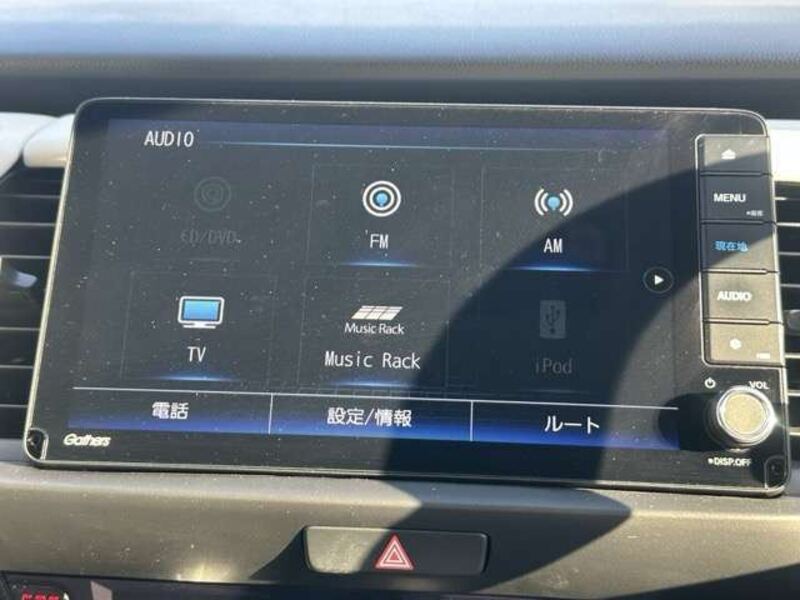 AUDIO
CD/DVD
FM
AM
TV
Music Rack
Music Rack
iPod
電話
設定/情報
ルート
Gathers
MENU
現在地
AUDIO
VOL
DISP.OFF